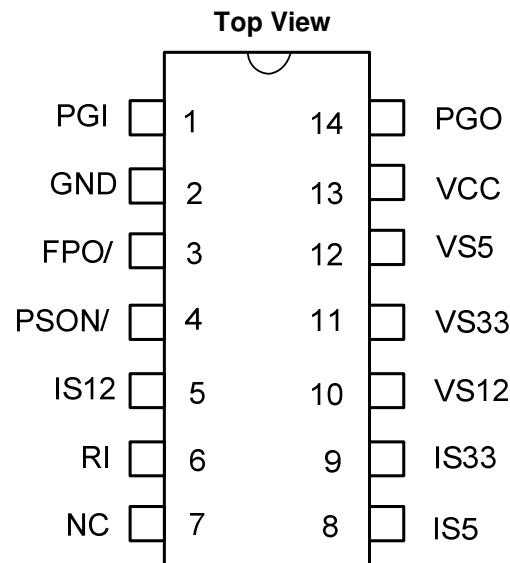 Top View
PGI 1 14 PGO
GND 2 13 VCC
FPO/ 3 12 VS5
PSON/ 4 11 VS33
IS12 5 10 VS12
RI 6 9 IS33
NC 7 8 IS5